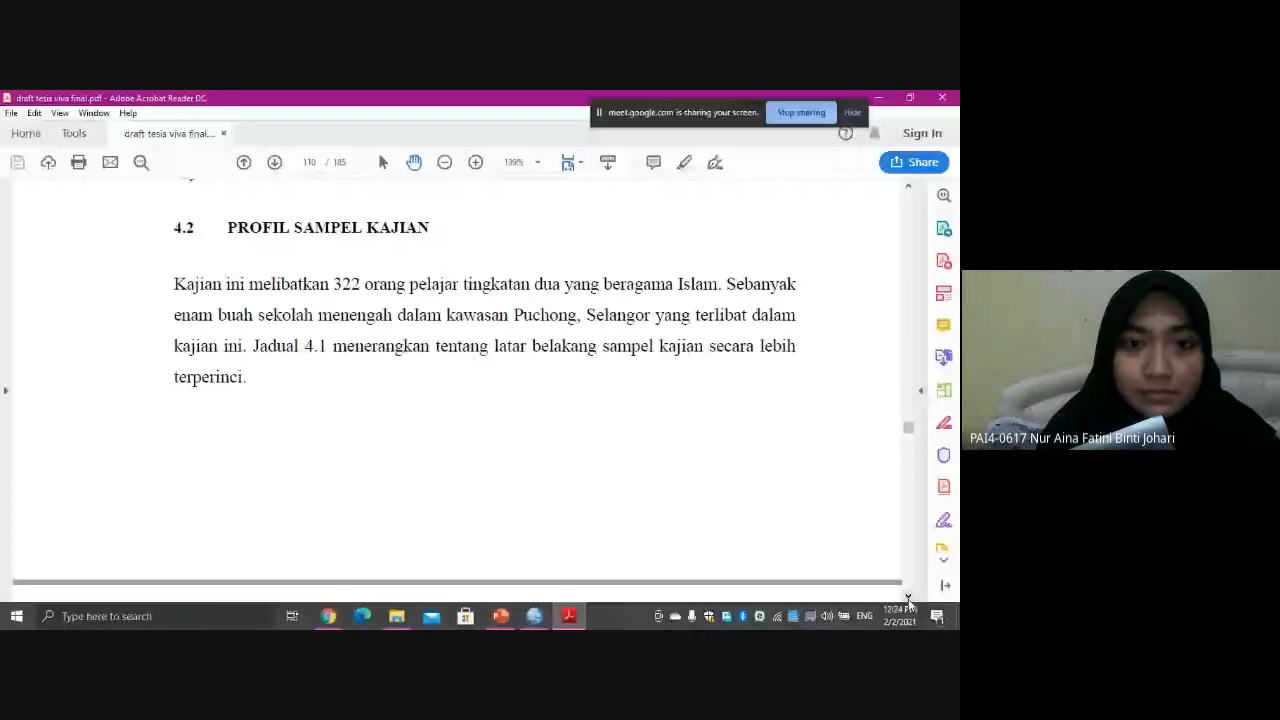 draft tesis viva final.pdf - Adobe Acrobat Reader DC
File Edit View Window Help
meet.google.com is sharing your screen. Stop sharing Hide
Home Tools draft tesis viva final.... × Sign In
110 / 185 139% Share
4.2 PROFIL SAMPEL KAJIAN
Kajian ini melibatkan 322 orang pelajar tingkatan dua yang beragama Islam. Sebanyak
enam buah sekolah menengah dalam kawasan Puchong, Selangor yang terlibat dalam
kajian ini. Jadual 4.1 menerangkan tentang latar belakang sampel kajian secara lebih
terperinci.
PAI4-0617 Nur Aina Fatini Binti Johari
Type here to search
ENG
12:24 PM
2/2/2021